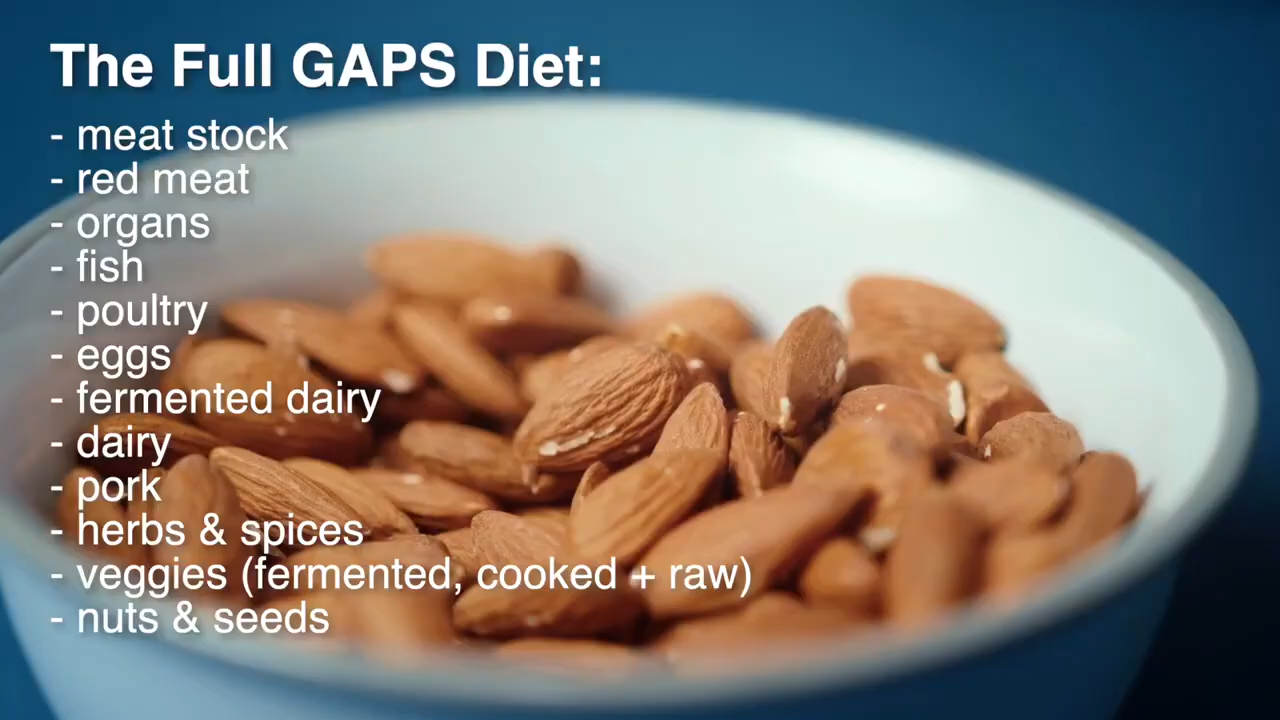 The Full GAPS Diet:
- meat stock
- red meat
- organs
- fish
- poultry
- eggs
- fermented dairy
- dairy
- pork
- herbs & spices
- veggies (fermented, cooked + raw)
- nuts & seeds